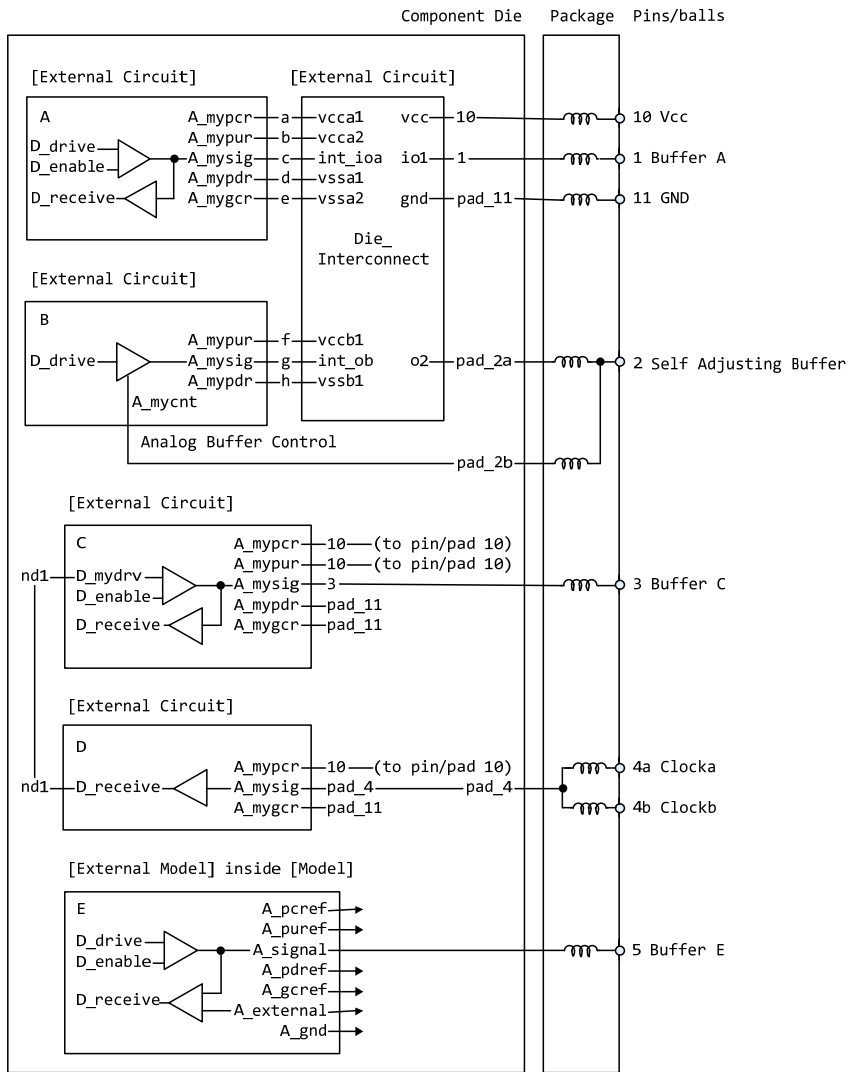 Component Die Package Pins/balls
[External Circuit] [External Circuit]
A A_mypcr a vcca1 vcc 10 10 Vcc
A_mypur b vcca2
D_drive
D_enable A_mysig c int_ioa io1 1 1 Buffer A
A_mypdr d vssa1
D_receive A_mygcr e vssa2 gnd pad_11 11 GND
Die_
Interconnect
[External Circuit]
B
A_mypur f vccb1
D_drive A_mysig g int_ob o2 pad_2a 2 Self Adjusting Buffer
A_mypdr h vssb1
A_mycnt
Analog Buffer Control
pad_2b
[External Circuit]
C A_mypcr 10 (to pin/pad 10)
A_mypur 10 (to pin/pad 10)
nd1 D_mydrv
D_enable A_mysig 3 3 Buffer C
A_mypdr pad_11
D_receive A_mygcr pad_11
[External Circuit]
D
A_mypcr 10 (to pin/pad 10) 4a Clocka
nd1 D_receive A_mysig pad_4 pad_4
A_mygcr pad_11 4b Clockb
[External Model] inside [Model]
E A_pcref
A_puref
D_drive
A_signal 5 Buffer E
D_enable
A_pdref
A_gcref
D_receive
A_external
A_gnd